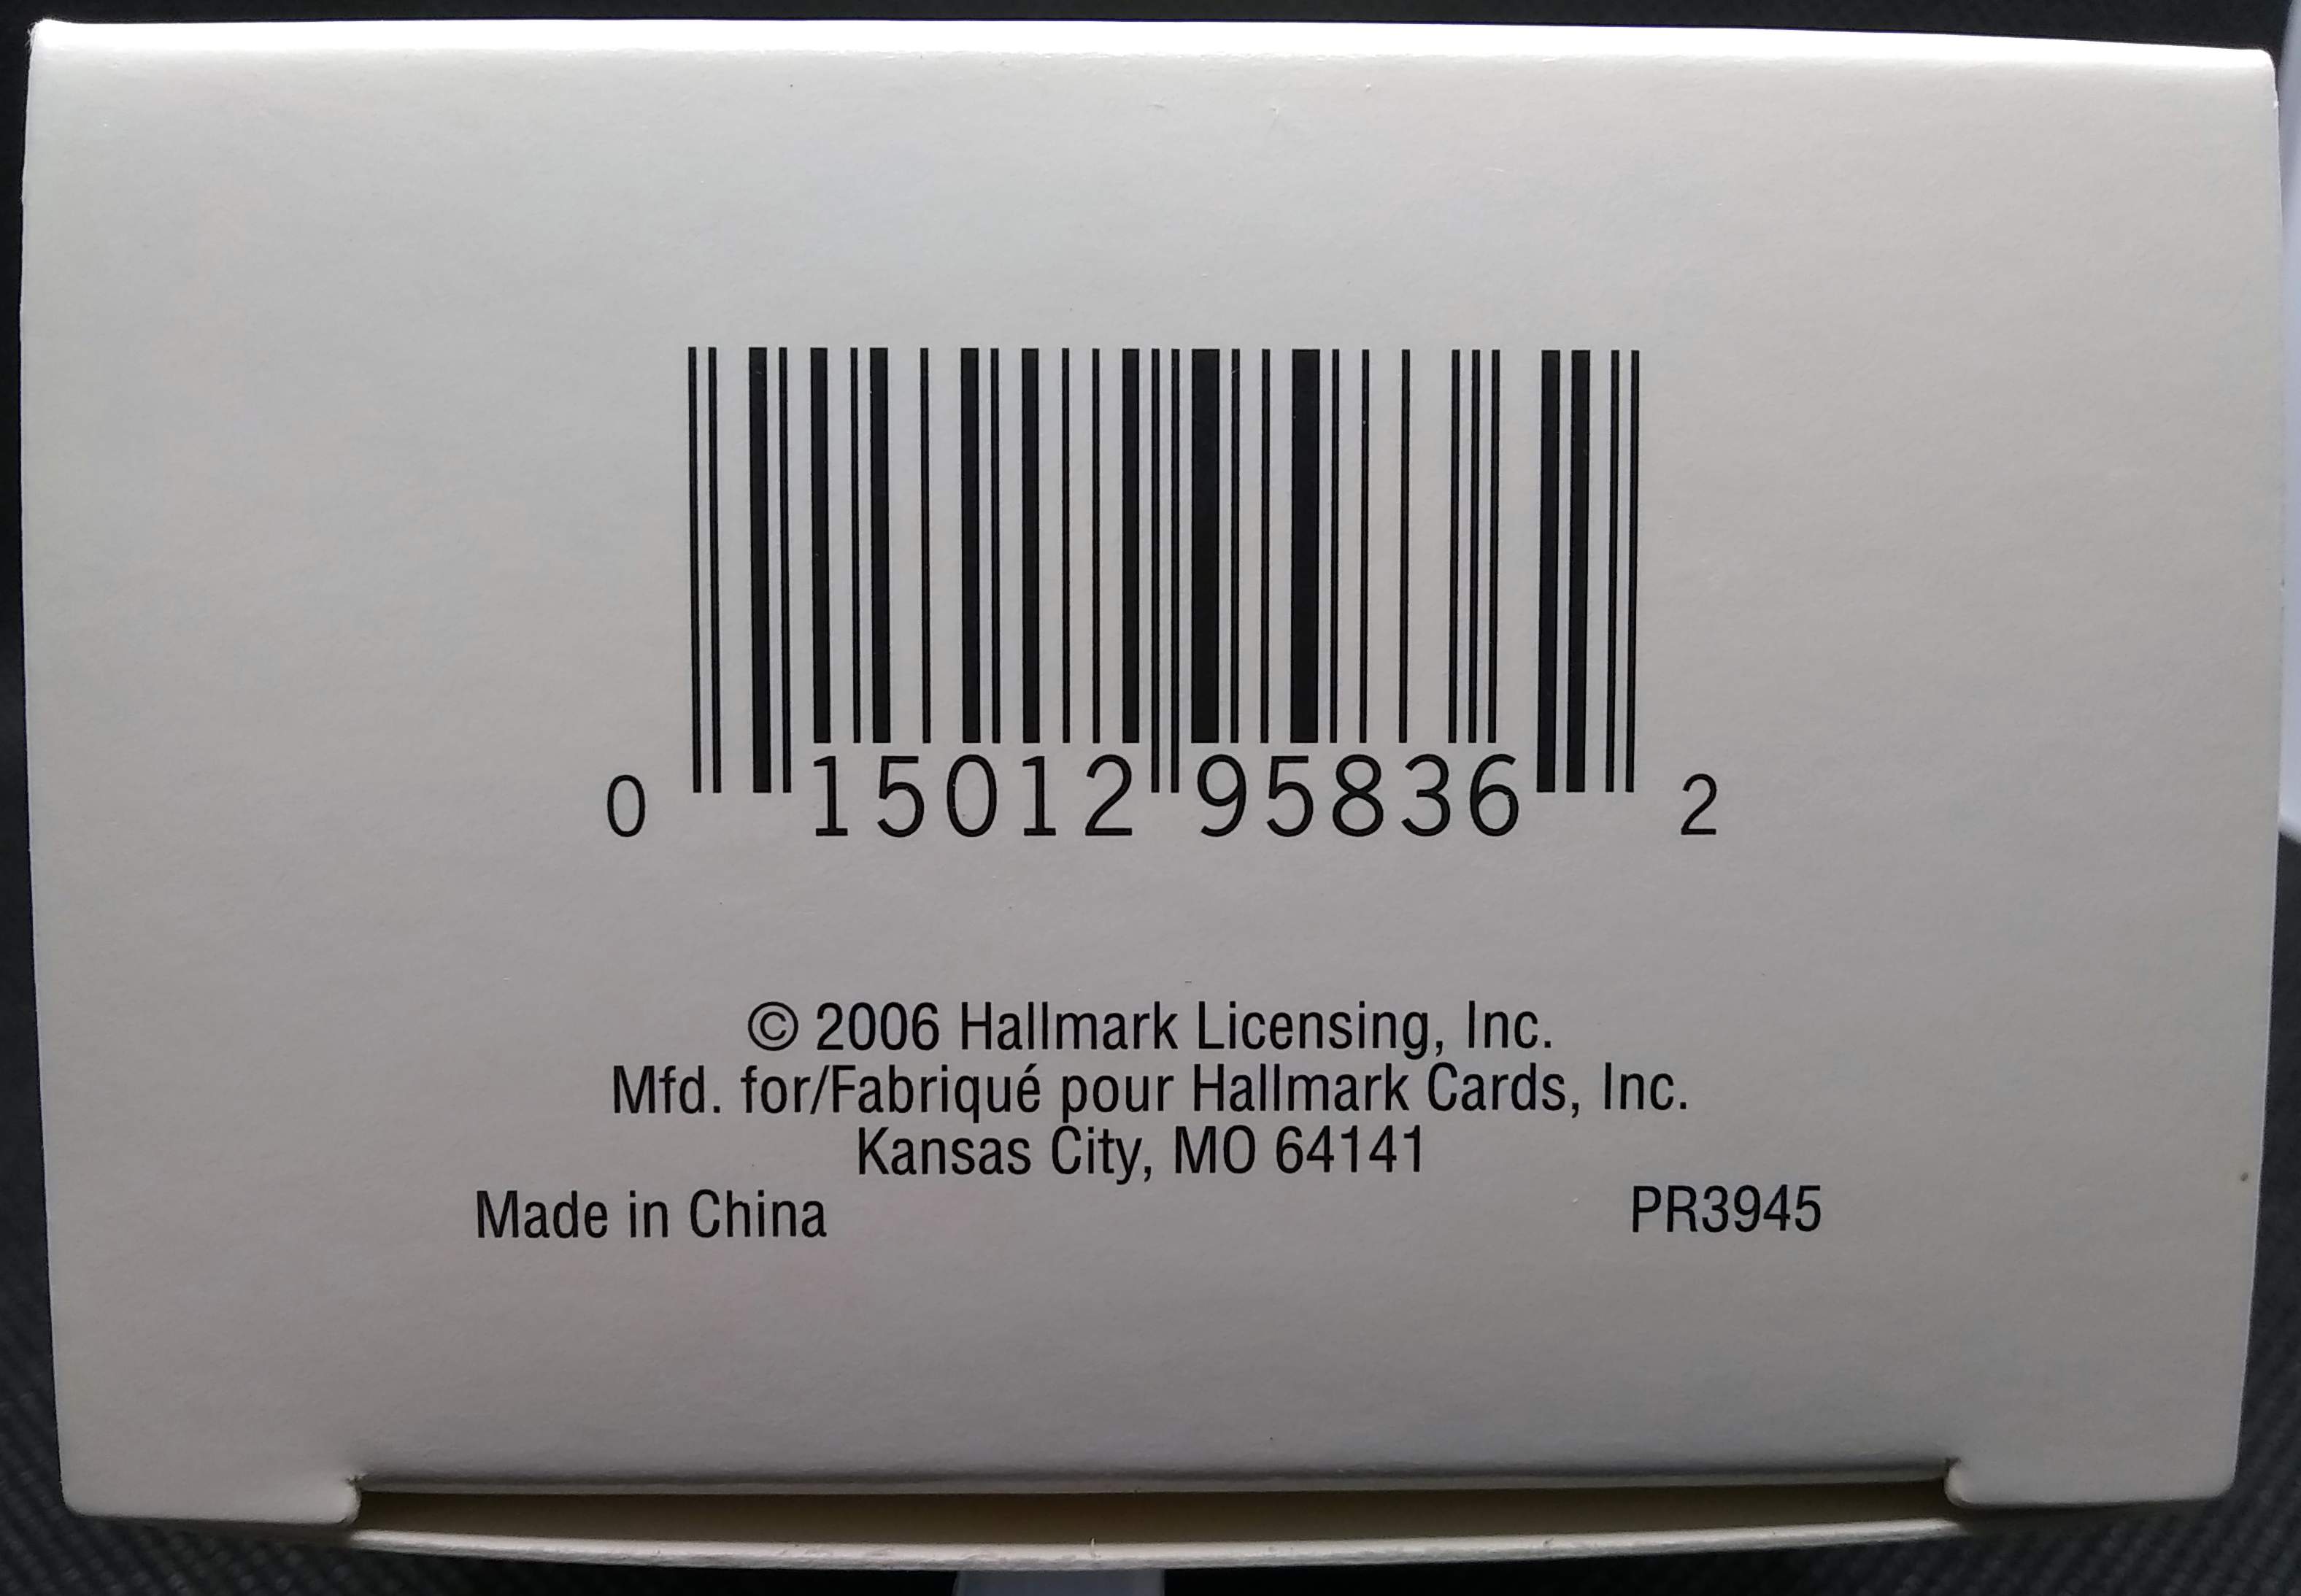 0 15012 95836 2
© 2006 Hallmark Licensing, Inc.
Mfd. for/Fabriqué pour Hallmark Cards, Inc.
Kansas City, MO 64141
Made in China PR3945